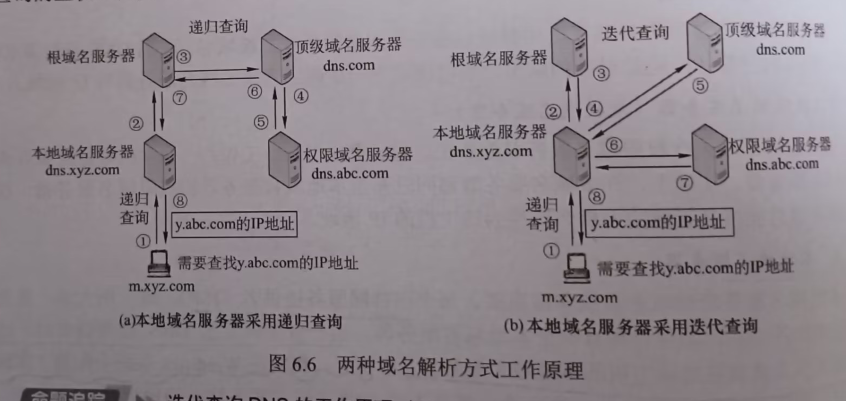 递归查询
根域名服务器
③
顶级域名服务器
dns.com
⑦
⑥
④
②
⑤
本地域名服务器
dns.xyz.com
权限域名服务器
dns.abc.com
递归
查询
⑧
y.abc.com的IP地址
①
需要查找y.abc.com的IP地址
m.xyz.com
(a)本地域名服务器采用递归查询
迭代查询
根域名服务器
顶级域名服务器
dns.com
③
②
④
⑤
本地域名服务器
dns.xyz.com
⑥
权限域名服务器
dns.abc.com
⑦
递归
查询
⑧
y.abc.com的IP地址
①
需要查找y.abc.com的IP地址
m.xyz.com
(b)本地域名服务器采用迭代查询
图 6.6 两种域名解析方式工作原理
命题追踪